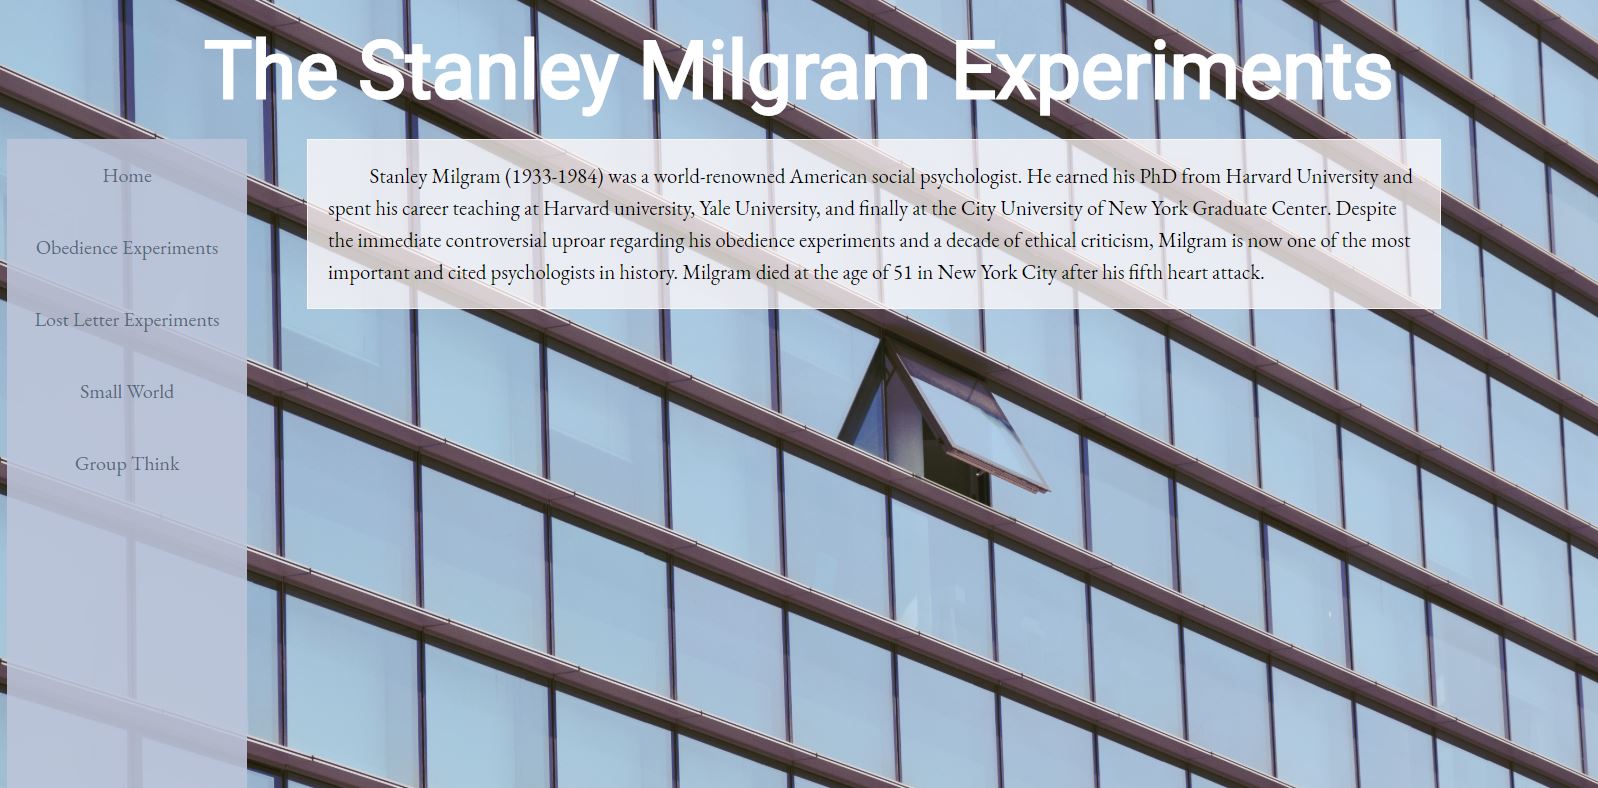 The Stanley Milgram Experiments
Home
Obedience Experiments
Lost Letter Experiments
Small World
Group Think
Stanley Milgram (1933-1984) was a world-renowned American social psychologist. He earned his PhD from Harvard University and
spent his career teaching at Harvard university, Yale University, and finally at the City University of New York Graduate Center. Despite
the immediate controversial uproar regarding his obedience experiments and a decade of ethical criticism, Milgram is now one of the most
important and cited psychologists in history. Milgram died at the age of 51 in New York City after his fifth heart attack.